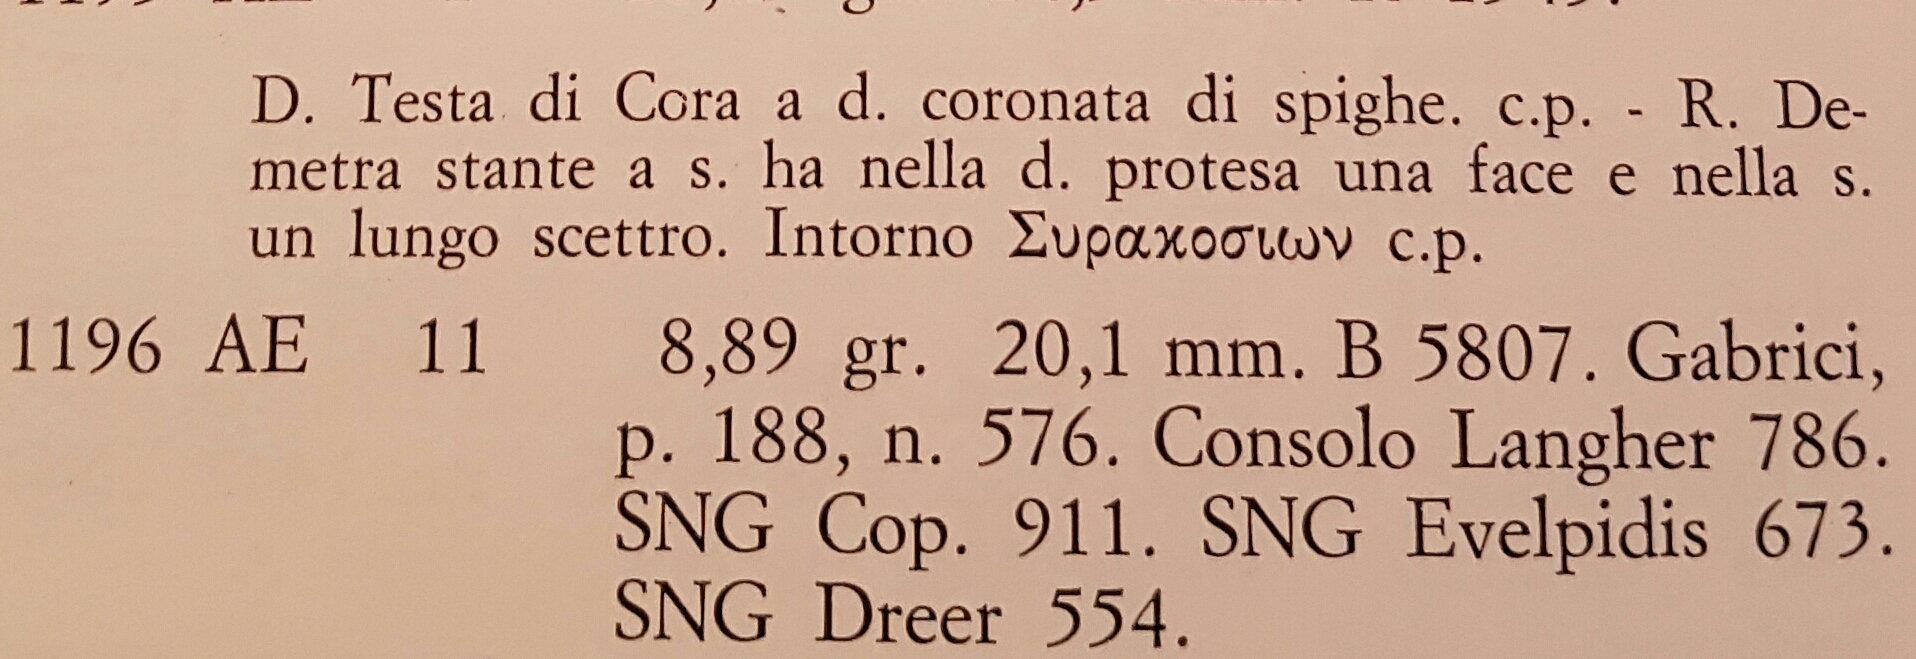 D. Testa di Cora a d. coronata di spighe. c.p. - R. De-
metra stante a s. ha nella d. protesa una face e nella s.
un lungo scettro. Intorno Συρακοσιων c.p.
1196 AE 11 8,89 gr. 20,1 mm. B 5807. Gabrici,
p. 188, n. 576. Consolo Langher 786.
SNG Cop. 911. SNG Evelpidis 673.
SNG Dreer 554.